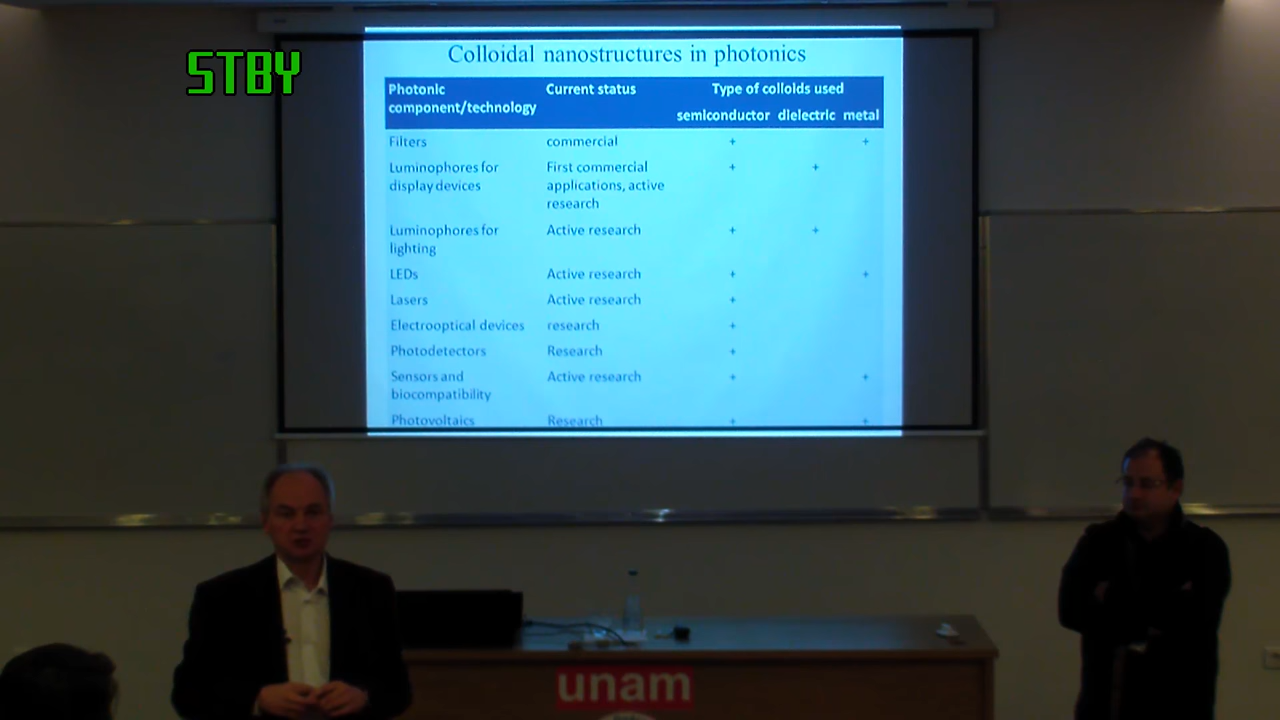 STBY
Colloidal nanostructures in photonics
Photonic component/technology Current status Type of colloids used
semiconductor dielectric metal
Filters commercial + +
Luminophores for First commercial + +
display devices applications, active
research
Luminophores for Active research + +
lighting
LEDs Active research + +
Lasers Active research +
Electrooptical devices research +
Photodetectors Research +
Sensors and Active research + +
biocompatibility
Photovoltaics Research + +
unam